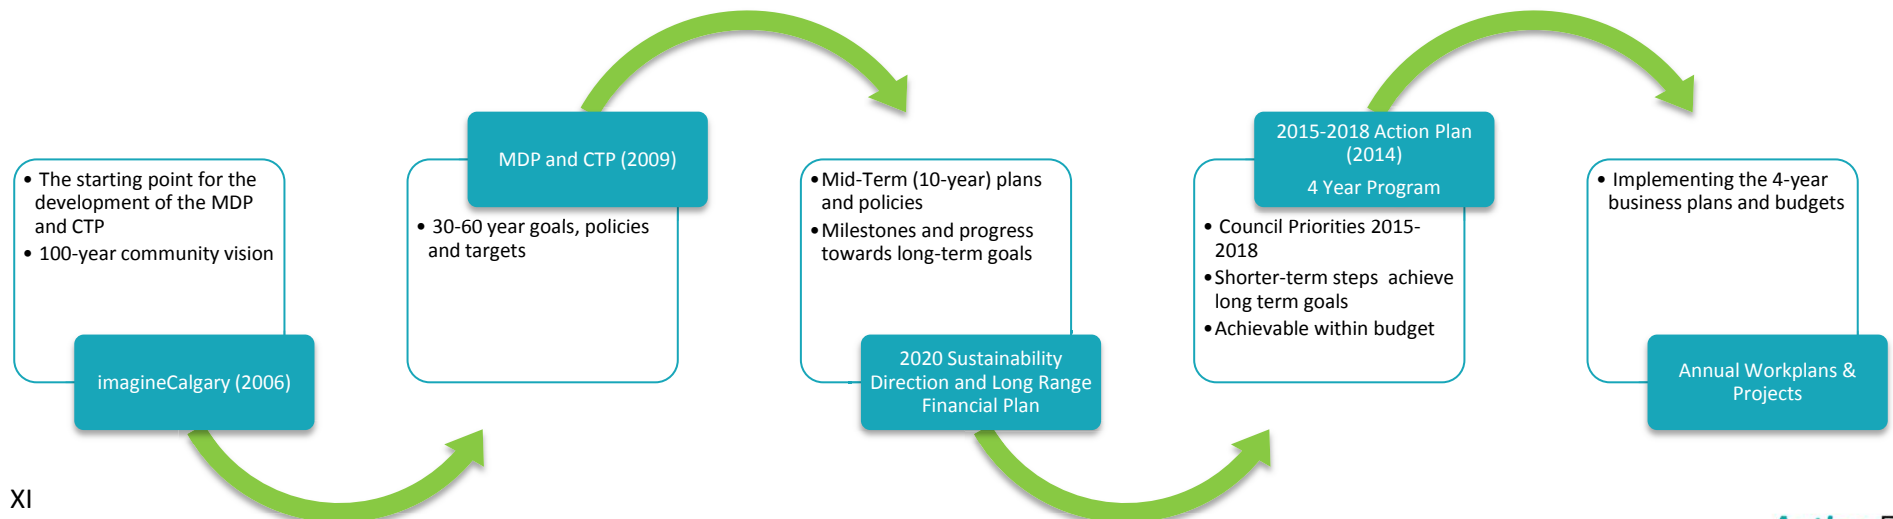 • The starting point for the
development of the MDP
and CTP
• 100-year community vision
imagineCalgary (2006)
MDP and CTP (2009)
• 30-60 year goals, policies
and targets
•Mid-Term (10-year) plans
and policies
•Milestones and progress
towards long-term goals
2020 Sustainability
Direction and Long Range
Financial Plan
2015-2018 Action Plan
(2014)
4 Year Program
• Council Priorities 2015-
2018
•Shorter-term steps achieve
long term goals
•Achievable within budget
• Implementing the 4-year
business plans and budgets
Annual Workplans &
Projects
XI